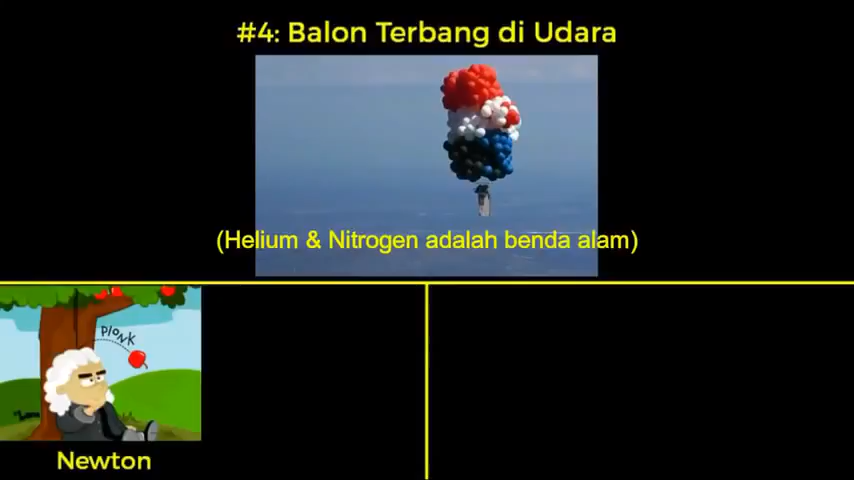 #4: Balon Terbang di Udara
(Helium & Nitrogen adalah benda alam)
PlONK
Newton